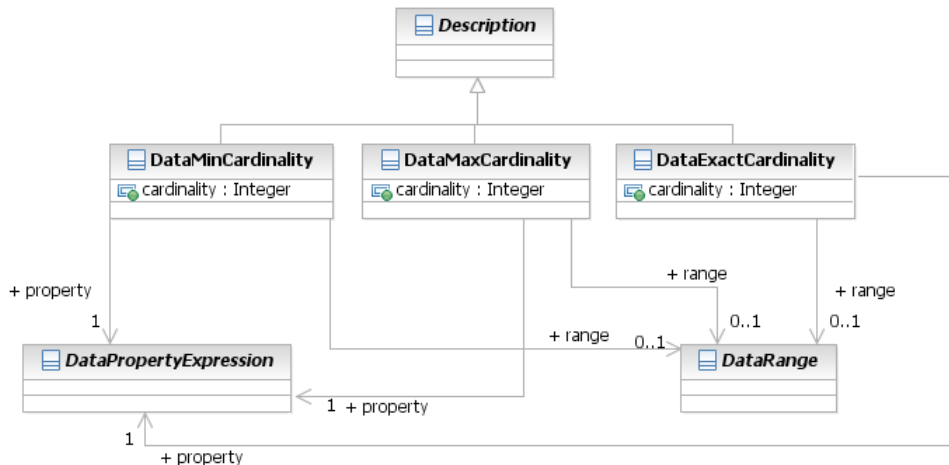 Description
DataMinCardinality
cardinality : Integer
DataMaxCardinality
cardinality : Integer
DataExactCardinality
cardinality : Integer
+ property
1
+ range
0..1
+ range
0..1
+ range
0..1
DataPropertyExpression
DataRange
1 + property
1
+ property